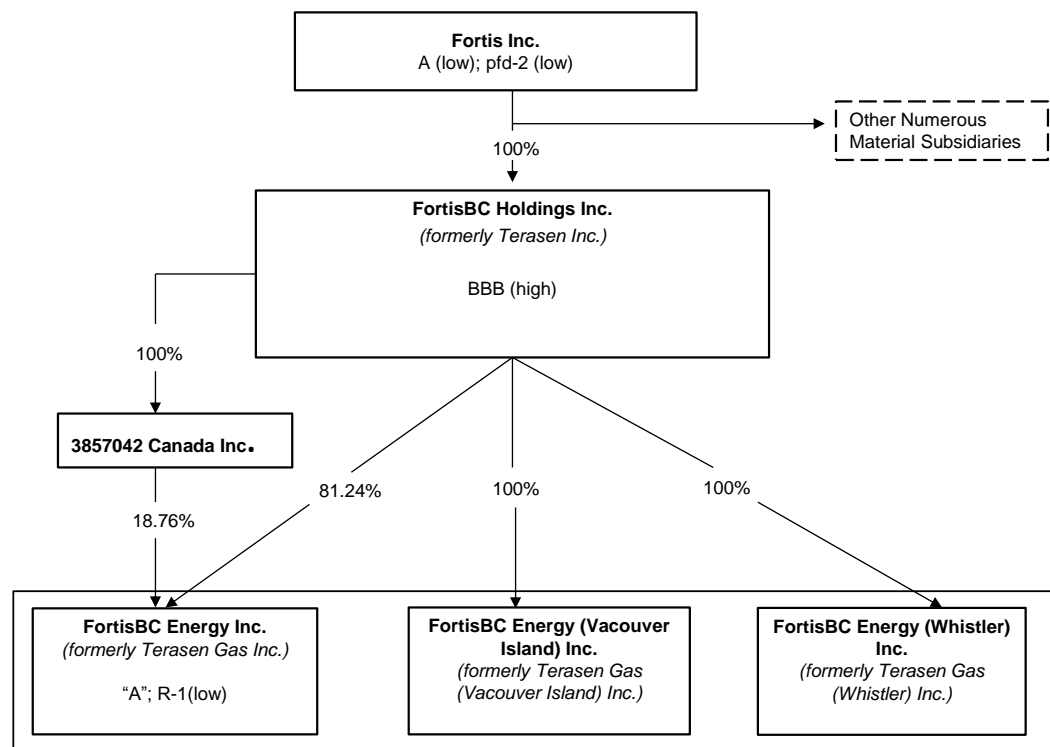 Fortis Inc.
A (low); pfd-2 (low)
Other Numerous
Material Subsidiaries
100%
FortisBC Holdings Inc.
(formerly Terasen Inc.)
BBB (high)
100%
3857042 Canada Inc.
81.24%
100%
100%
18.76%
FortisBC Energy Inc.
(formerly Terasen Gas Inc.)
“A”; R-1(low)
FortisBC Energy (Vacouver
Island) Inc.
(formerly Terasen Gas
(Vacouver Island) Inc.)
FortisBC Energy (Whistler)
Inc.
(formerly Terasen Gas
(Whistler) Inc.)